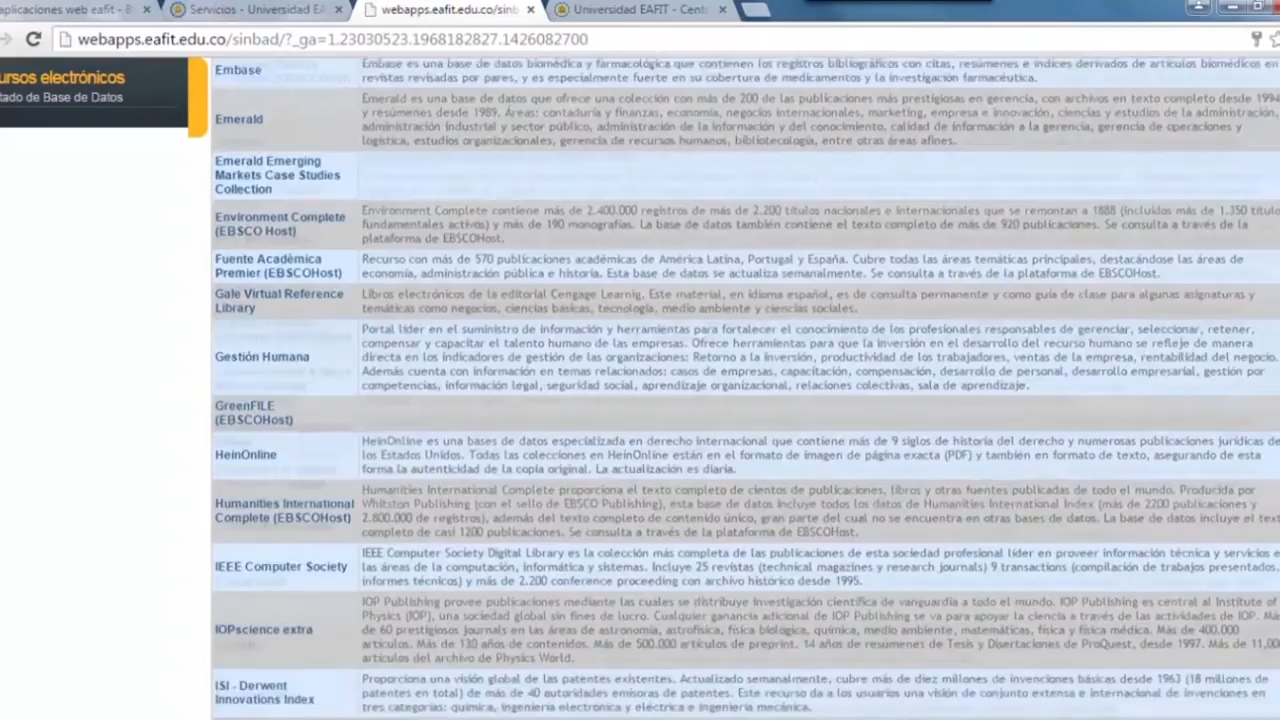 aplicaciones web eafit - B
Servicios - Universidad EA
webapps.eafit.edu.co/sinb
Universidad EAFIT - Cent
webapps.eafit.edu.co/sinbad/?_ga=1.23030523.1968182827.1426082700
ursos electrónicos
tado de Base de Datos
Embase
Embase es una base de datos biomédica y farmacológica que contienen los registros bibliográficos con citas, resúmenes e índices derivados de artículos biomédicos en
revistas revisadas por pares, y es especialmente fuerte en su cobertura de medicamentos y la investigación farmacéutica.
Emerald
Emerald es una base de datos que ofrece una colección con más de 200 de las publicaciones más prestigiosas en gerencia, con archivos en texto completo desde 1994
y resúmenes desde 1989. Áreas: contaduría y finanzas, economía, negocios internacionales, marketing, empresa e innovación, ciencias y estudios de la administración,
administración industrial y sector público, administración de la información y del conocimiento, calidad de información a la gerencia, gerencia de operaciones y
logística, estudios organizacionales, gerencia de recursos humanos, bibliotecología, entre otras áreas afines.
Emerald Emerging
Markets Case Studies
Collection
Environment Complete
(EBSCO Host)
Environment Complete contiene más de 2.400.000 registros de más de 2.200 títulos nacionales e internacionales que se remontan a 1888 (incluidos más de 1.350 título
fundamentales activos) y más de 190 monografías. La base de datos también contiene el texto completo de más de 920 publicaciones. Se consulta a través de la
plataforma de EBSCOHost.
Fuente Académica
Premier (EBSCOHost)
Recurso con más de 570 publicaciones académicas de América Latina, Portugal y España. Cubre todas las áreas temáticas principales, destacándose las áreas de
economía, administración pública e historia. Esta base de datos se actualiza semanalmente. Se consulta a través de la plataforma de EBSCOHost.
Gale Virtual Reference
Library
Libros electrónicos de la editorial Cengage Learnig. Este material, en idioma español, es de consulta permanente y como guía de clase para algunas asignaturas y
temáticas como negocios, ciencias básicas, tecnología, medio ambiente y ciencias sociales.
Gestión Humana
Portal líder en el suministro de información y herramientas para fortalecer el conocimiento de los profesionales responsables de gerenciar, seleccionar, retener,
compensar y capacitar el talento humano de las empresas. Ofrece herramientas para que la inversión en el desarrollo del recurso humano se refleje de manera
directa en los indicadores de gestión de las organizaciones: Retorno a la inversión, productividad de los trabajadores, ventas de la empresa, rentabilidad del negocio.
Además cuenta con información en temas relacionados: casos de empresas, capacitación, compensación, desarrollo de personal, desarrollo empresarial, gestión por
competencias, información legal, seguridad social, aprendizaje organizacional, relaciones colectivas, sala de aprendizaje.
GreenFILE
(EBSCOHost)
HeinOnline
HeinOnline es una bases de datos especializada en derecho internacional que contiene más de 9 siglos de historia del derecho y numerosas publicaciones jurídicas de
los Estados Unidos. Todas las colecciones en HeinOnline están en el formato de imagen de página exacta (PDF) y también en formato de texto, asegurando de esta
forma la autenticidad de la copia original. La actualización es diaria.
Humanities International
Complete (EBSCOHost)
Humanities International Complete proporciona el texto completo de cientos de publicaciones, libros y otras fuentes publicadas de todo el mundo. Producida por
Whitston Publishing (con el sello de EBSCO Publishing), esta base de datos incluye todos los datos de Humanities International Index (más de 2200 publicaciones y
2.800.000 de registros), además del texto completo de contenido único, gran parte del cual no se encuentra en otras bases de datos. La base de datos incluye el text
completo de casi 1200 publicaciones. Se consulta a través de la plataforma de EBSCOHost.
IEEE Computer Society
IEEE Computer Society Digital Library es la colección más completa de las publicaciones de esta sociedad profesional líder en proveer información técnica y servicios e
las áreas de la computación, informática y sistemas. Incluye 25 revistas (technical magazines y research journals) 9 transactions (compilación de trabajos presentados,
informes técnicos) y más de 2.200 conference proceeding con archivo histórico desde 1995.
IOPscience extra
IOP Publishing provee publicaciones mediante las cuales se distribuye investigación científica de vanguardia a todo el mundo. IOP Publishing es central al Institute of
Physics (IOP), una sociedad global sin fines de lucro. Cualquier ganancia adicional de IOP Publishing se va para apoyar la ciencia a través de las actividades de IOP. Má
de 60 prestigiosos journals en las áreas de astronomía, astrofísica, física biológica, química, medio ambiente, matemáticas, física y física médica. Más de 400.000
artículos. Más de 130 años de contenidos. Más de 500.000 artículos de preprint. 14 años de resúmenes de Tesis y Disertaciones de ProQuest, desde 1997. Más de 11,00
artículos del archivo de Physics World.
ISI - Derwent
Innovations Index
Proporciona una visión global de las patentes existentes. Actualizado semanalmente, cubre más de diez millones de invenciones básicas desde 1963 (18 millones de
patentes en total) de más de 40 autoridades emisoras de patentes. Este recurso da a los usuarios una visión de conjunto extensa e internacional de invenciones en
tres categorías: química, ingeniería electrónica y eléctrica e ingeniería mecánica.